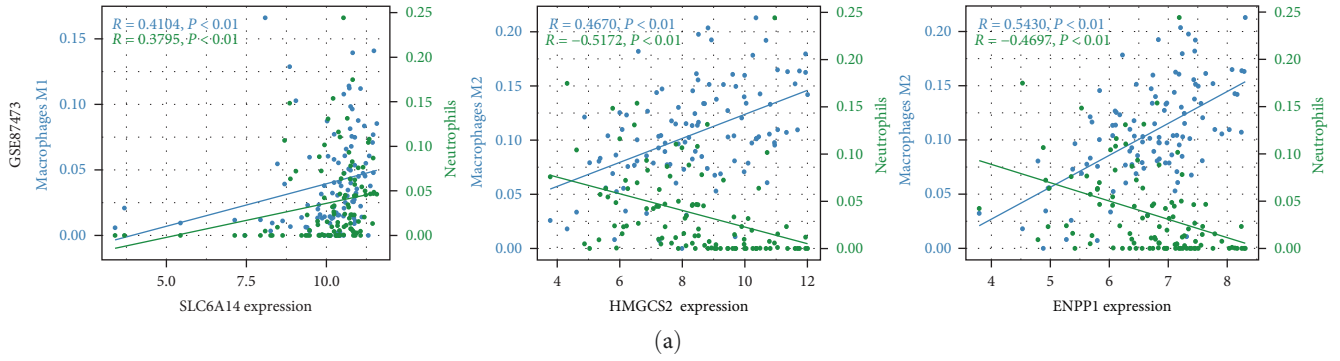 GSE87473
Macrophages M1
R = 0.4104, P < 0.01
R = 0.3795, P < 0.01
0.15
0.10
0.05
0.00
0.25
0.20
0.15
0.10
0.05
0.00
Neutrophils
5.0 7.5 10.0
SLC6A14 expression
Macrophages M2
R = 0.4670, P < 0.01
R = −0.5172, P < 0.01
0.20
0.15
0.10
0.05
0.00
0.25
0.20
0.15
0.10
0.05
0.00
Neutrophils
4 6 8 10 12
HMGCS2 expression
Macrophages M2
R = 0.5430, P < 0.01
R = −0.4697, P < 0.01
0.20
0.15
0.10
0.05
0.00
0.25
0.20
0.15
0.10
0.05
0.00
Neutrophils
4 5 6 7 8
ENPP1 expression
(a)